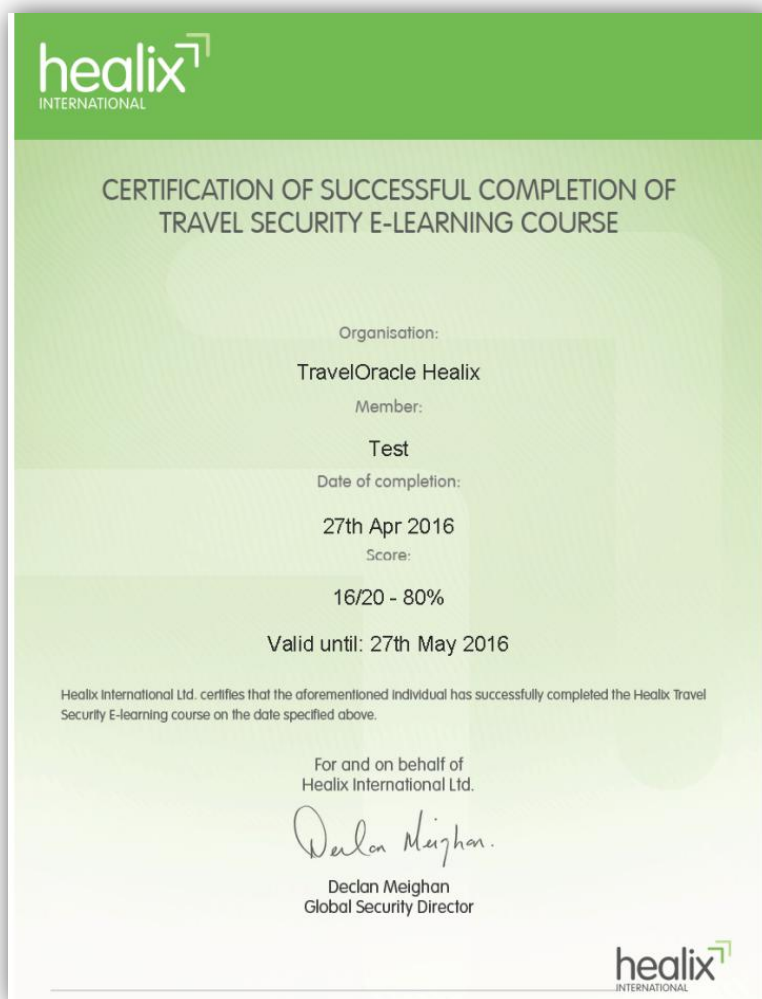 healix
INTERNATIONAL
CERTIFICATION OF SUCCESSFUL COMPLETION OF
TRAVEL SECURITY E-LEARNING COURSE
Organisation:
TravelOracle Healix
Member:
Test
Date of completion:
27th Apr 2016
Score:
16/20 - 80%
Valid until: 27th May 2016
Healix International Ltd. certifies that the aforementioned individual has successfully completed the Healix Travel
Security E-learning course on the date specified above.
For and on behalf of
Healix International Ltd.
Declan Meighan.
Declan Meighan
Global Security Director
healix
INTERNATIONAL